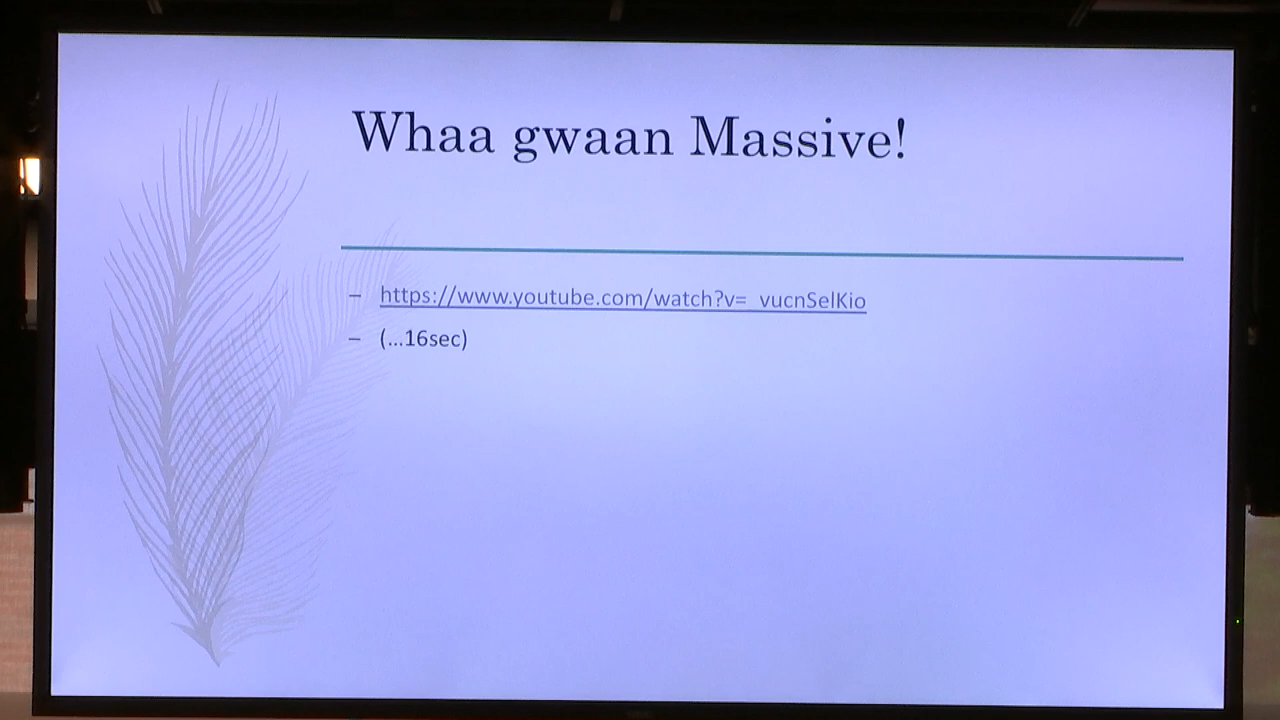 Whaa gwaan Massive!
– https://www.youtube.com/watch?v=_vucnSelKio
– (...16sec)